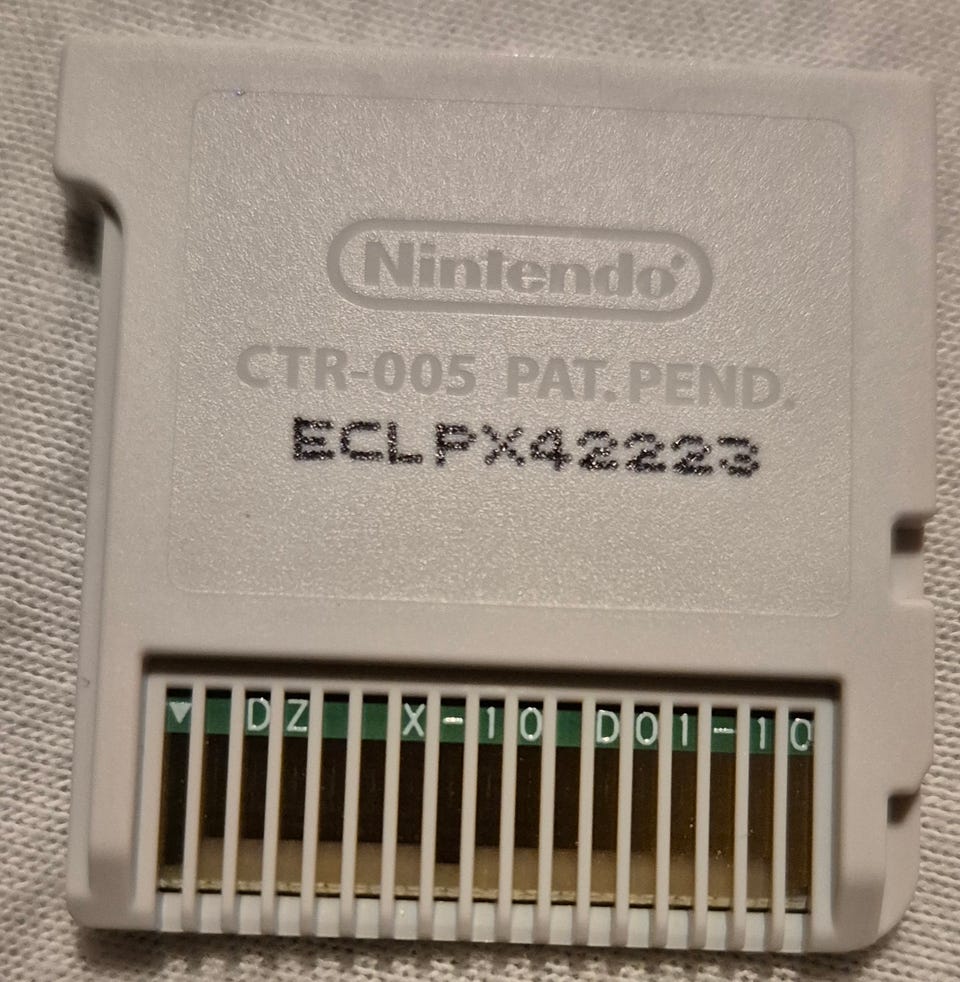 Nintendo®
CTR-005 PAT. PEND.
ECLPX42223
▼ DZ X-10 D01-10